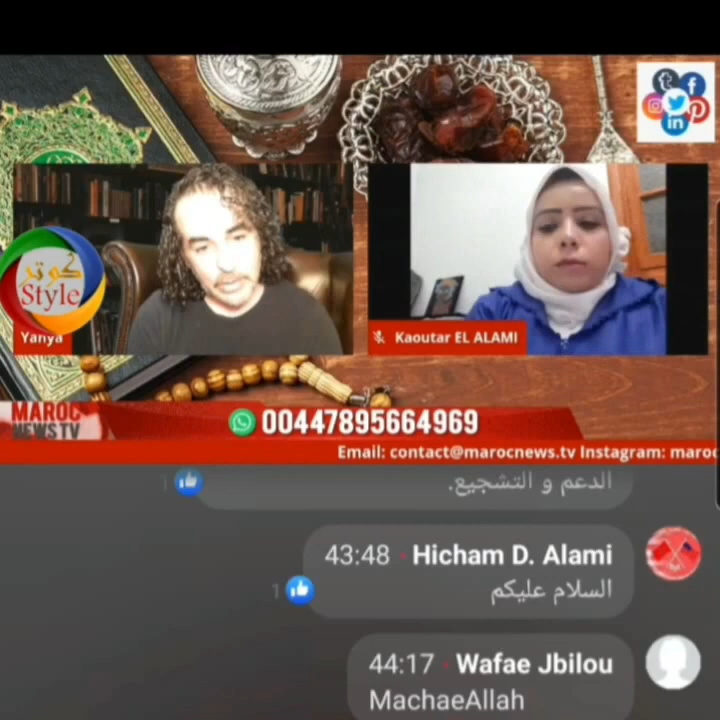 كوتر
Style
Yahya
Kaoutar EL ALAMI
MAROC
NEWS TV
00447895664969
Email: contact@marocnews.tv Instagram: maroc
الدعم و التشجيع.
43:48 · Hicham D. Alami
السلام عليكم
1
44:17 · Wafae Jbilou
MachaeAllah